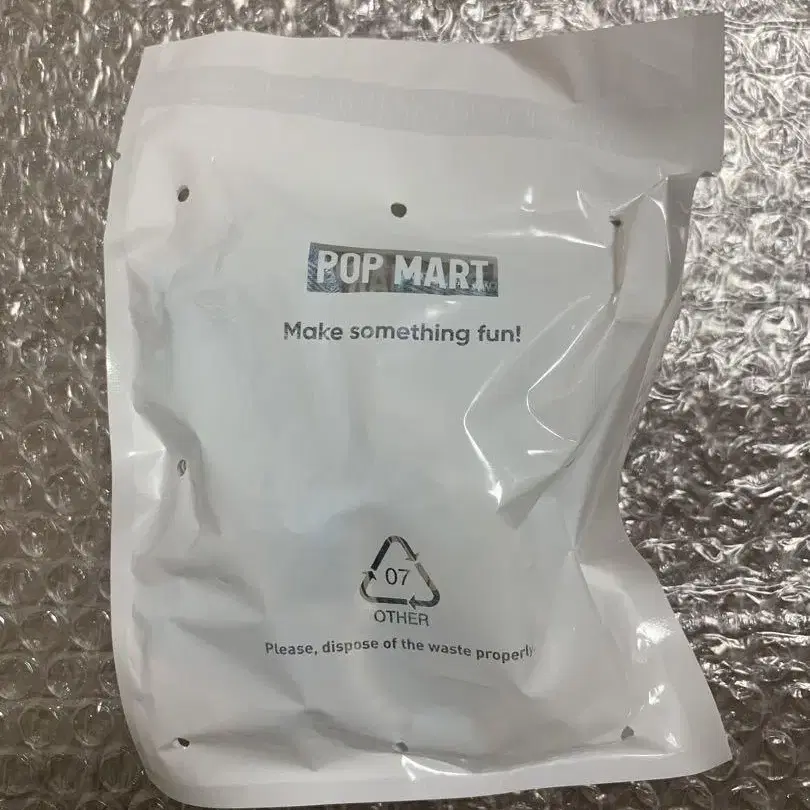 POP MART
Make something fun!
07
OTHER
Please, dispose of the waste properly